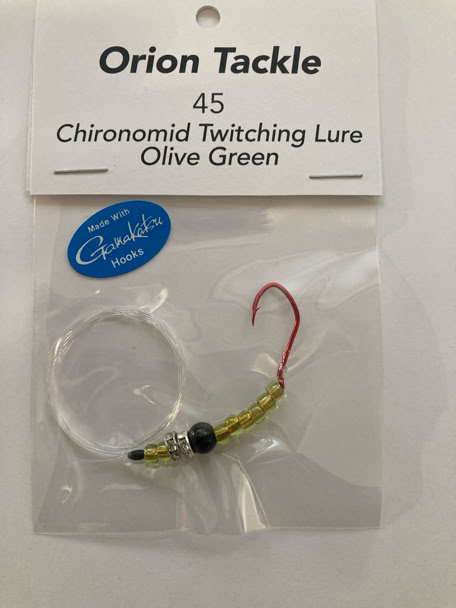 Orion Tackle
45
Chironomid Twitching Lure
Olive Green
Made With
Gamakatsu
Hooks